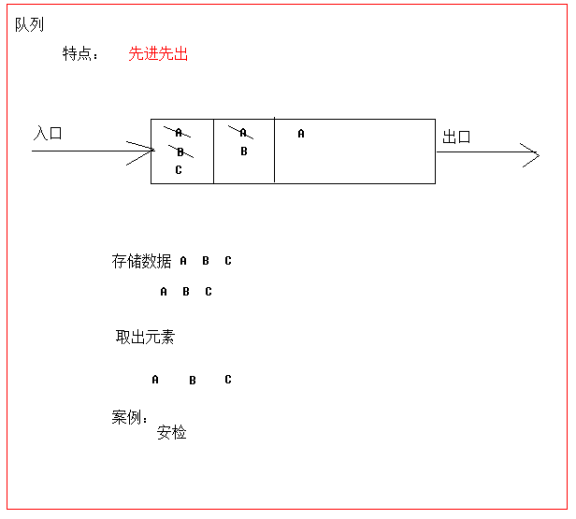 队列
特点： 先进先出
入口
A A A
B B
C
出口
存储数据 A B C
A B C
取出元素
A B C
案例：
安检